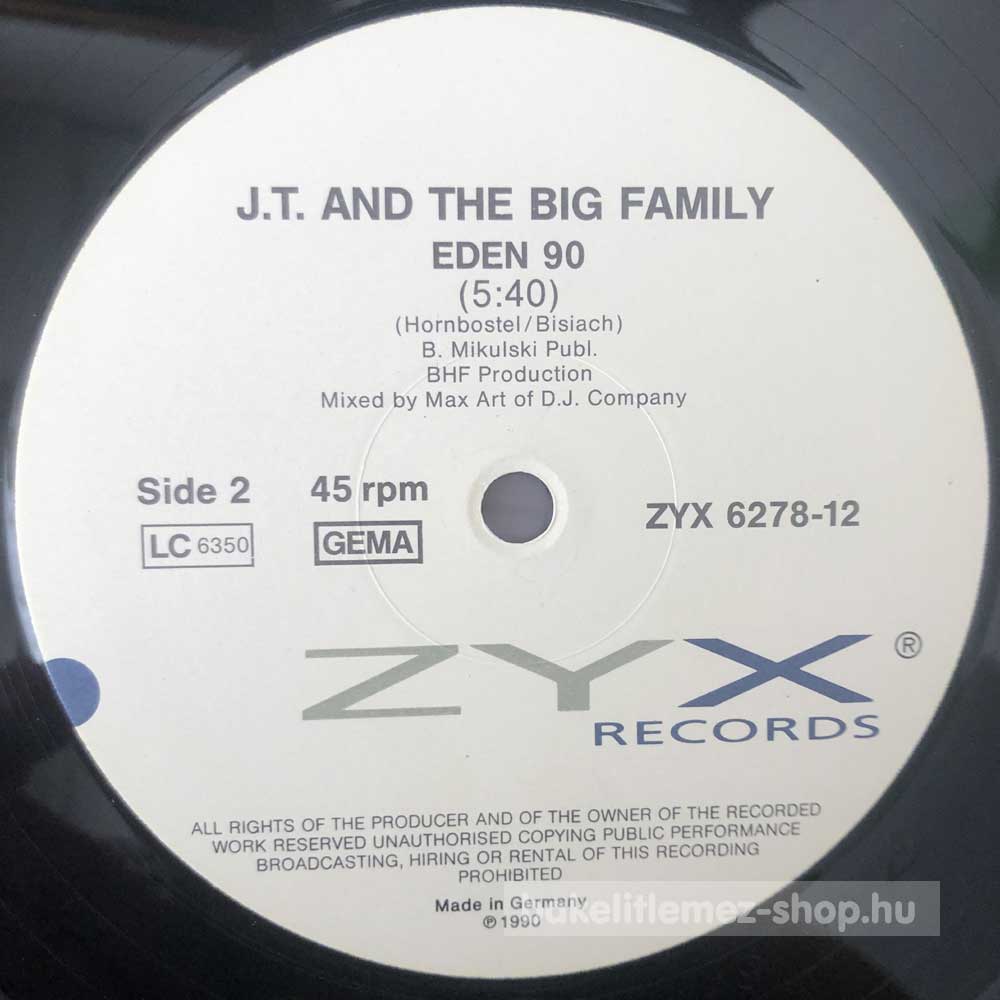 J.T. AND THE BIG FAMILY
EDEN 90
(5:40)
(Hornbostel/Bisiach)
B. Mikulski Publ.
BHF Production
Mixed by Max Art of D.J. Company
Side 2 45 rpm
LC 6350 GEMA
ZYX 6278-12
ZYX ®
RECORDS
ALL RIGHTS OF THE PRODUCER AND OF THE OWNER OF THE RECORDED
WORK RESERVED UNAUTHORISED COPYING PUBLIC PERFORMANCE
BROADCASTING, HIRING OR RENTAL OF THIS RECORDING
PROHIBITED
Made in Germany
℗ 1990
bakelitlemez-shop.hu